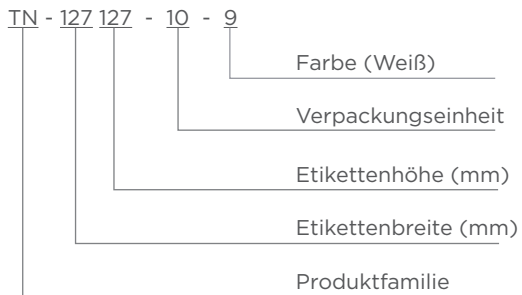 TN - 127 127 - 10 - 9
Farbe (Weiß)
Verpackungseinheit
Etikettenhöhe (mm)
Etikettenbreite (mm)
Produktfamilie